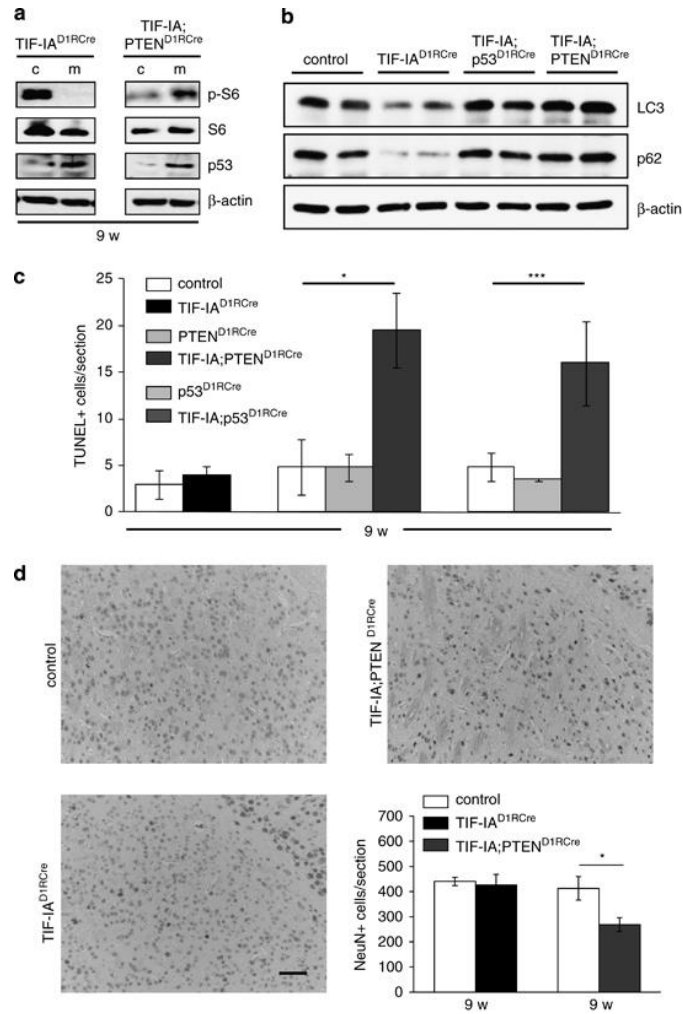 a
TIF-IA^D1RCre
TIF-IA;
PTEN^D1RCre
c m c m
p-S6
S6
p53
β-actin
9 w
b
control
TIF-IA^D1RCre
TIF-IA;
p53^D1RCre
TIF-IA;
PTEN^D1RCre
LC3
p62
β-actin
c
TUNEL+ cells/section
25
20
15
10
5
0
control
TIF-IA^D1RCre
PTEN^D1RCre
TIF-IA;PTEN^D1RCre
p53^D1RCre
TIF-IA;p53^D1RCre
*
***
9 w
d
control
TIF-IA;PTEN^D1RCre
TIF-IA^D1RCre
control
TIF-IA^D1RCre
TIF-IA;PTEN^D1RCre
NeuN+ cells/section
700
600
500
400
300
200
100
0
*
9 w 9 w